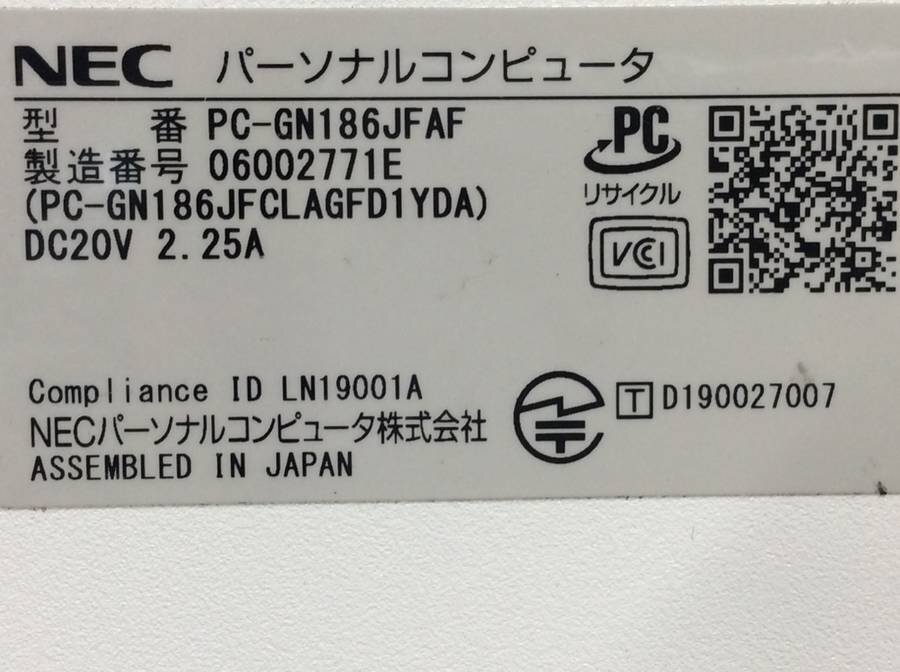 NEC パーソナルコンピュータ
型 番 PC-GN186JFAF
製造番号 06002771E
(PC-GN186JFCLAGFD1YDA)
DC20V 2.25A
PC
リサイクル
VCI
Compliance ID LN19001A
NECパーソナルコンピュータ株式会社
ASSEMBLED IN JAPAN
T D190027007